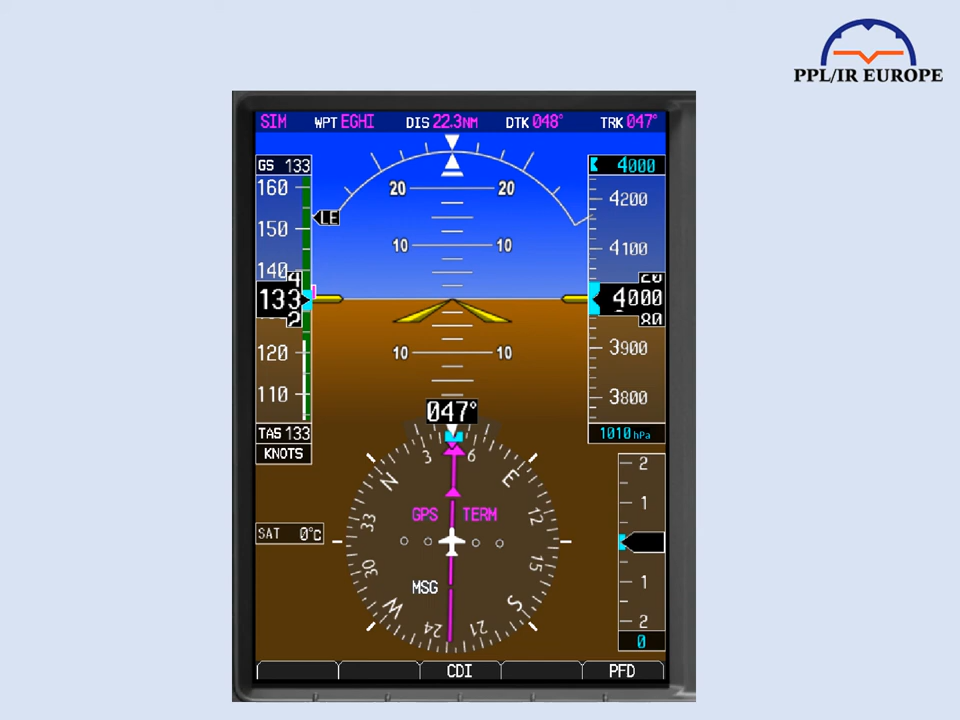 PPL/IR EUROPE
SIM WPT EGHI DIS 22.3NM DTK 048° TRK 047°
GS 133
4000
160
20 20
4200
LE
150
10 10
4100
140
133
4000
3900
120
10 10
110
3800
047°
TAS 133
1010 hPa
KNOTS
3 6
N E
2
1
GPS TERM
33 12
SAT 0°C
30 15
MSG
1
W S
24 21
2
0
CDI PFD